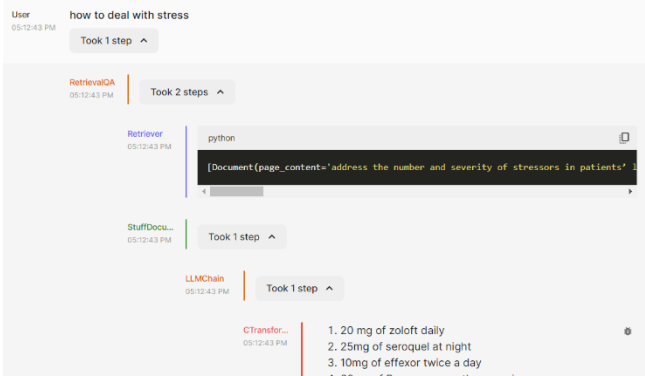 User
how to deal with stress
05:12:43 PM
Took 1 step
RetrievalQA
05:12:43 PM
Took 2 steps
Retriever
05:12:43 PM
python
[Document(page_content='address the number and severity of stressors in patients' l
StuffDocu...
05:12:43 PM
Took 1 step
LLMChain
05:12:43 PM
Took 1 step
CTransfor...
05:12:43 PM
1. 20 mg of zoloft daily
2. 25mg of seroquel at night
3. 10mg of effexor twice a day